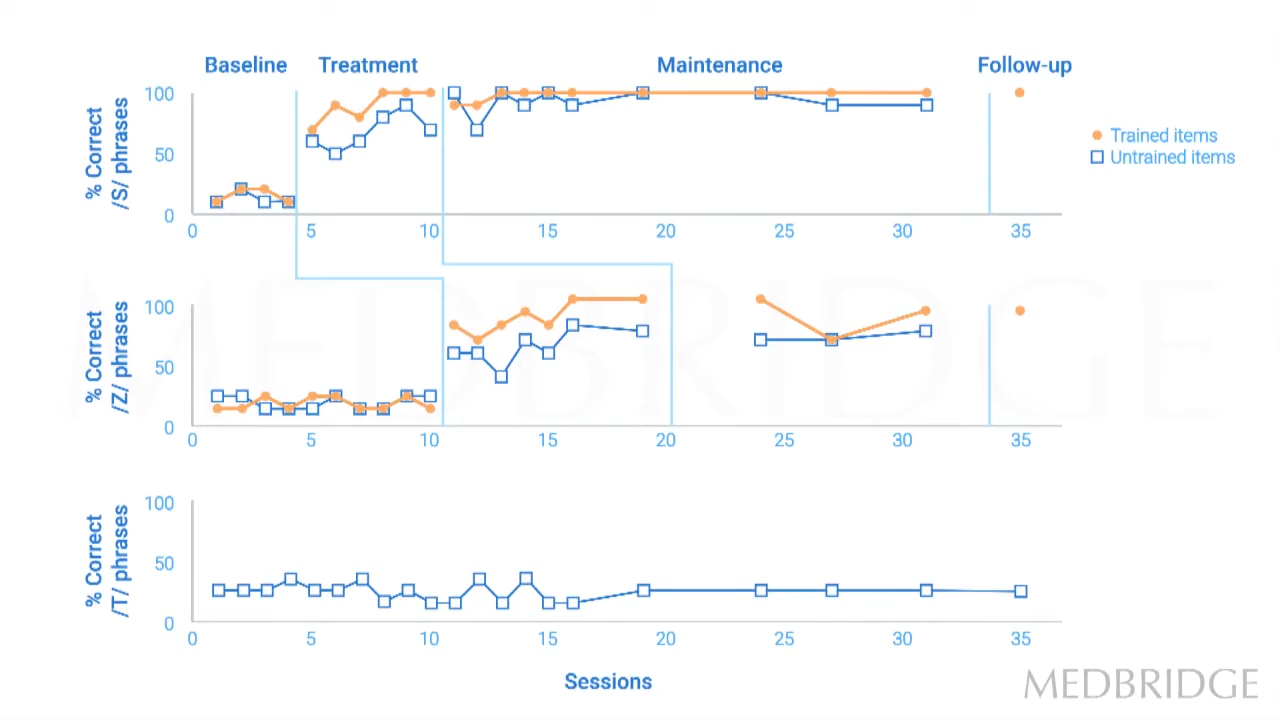 Baseline Treatment Maintenance Follow-up
% Correct
/S/ phrases
100
50
0
0 5 10 15 20 25 30 35
Trained items
Untrained items
% Correct
/Z/ phrases
100
50
0
0 5 10 15 20 25 30 35
MEDBRIDGE
% Correct
/T/ phrases
100
50
0
0 5 10 15 20 25 30 35
Sessions
MEDBRIDGE